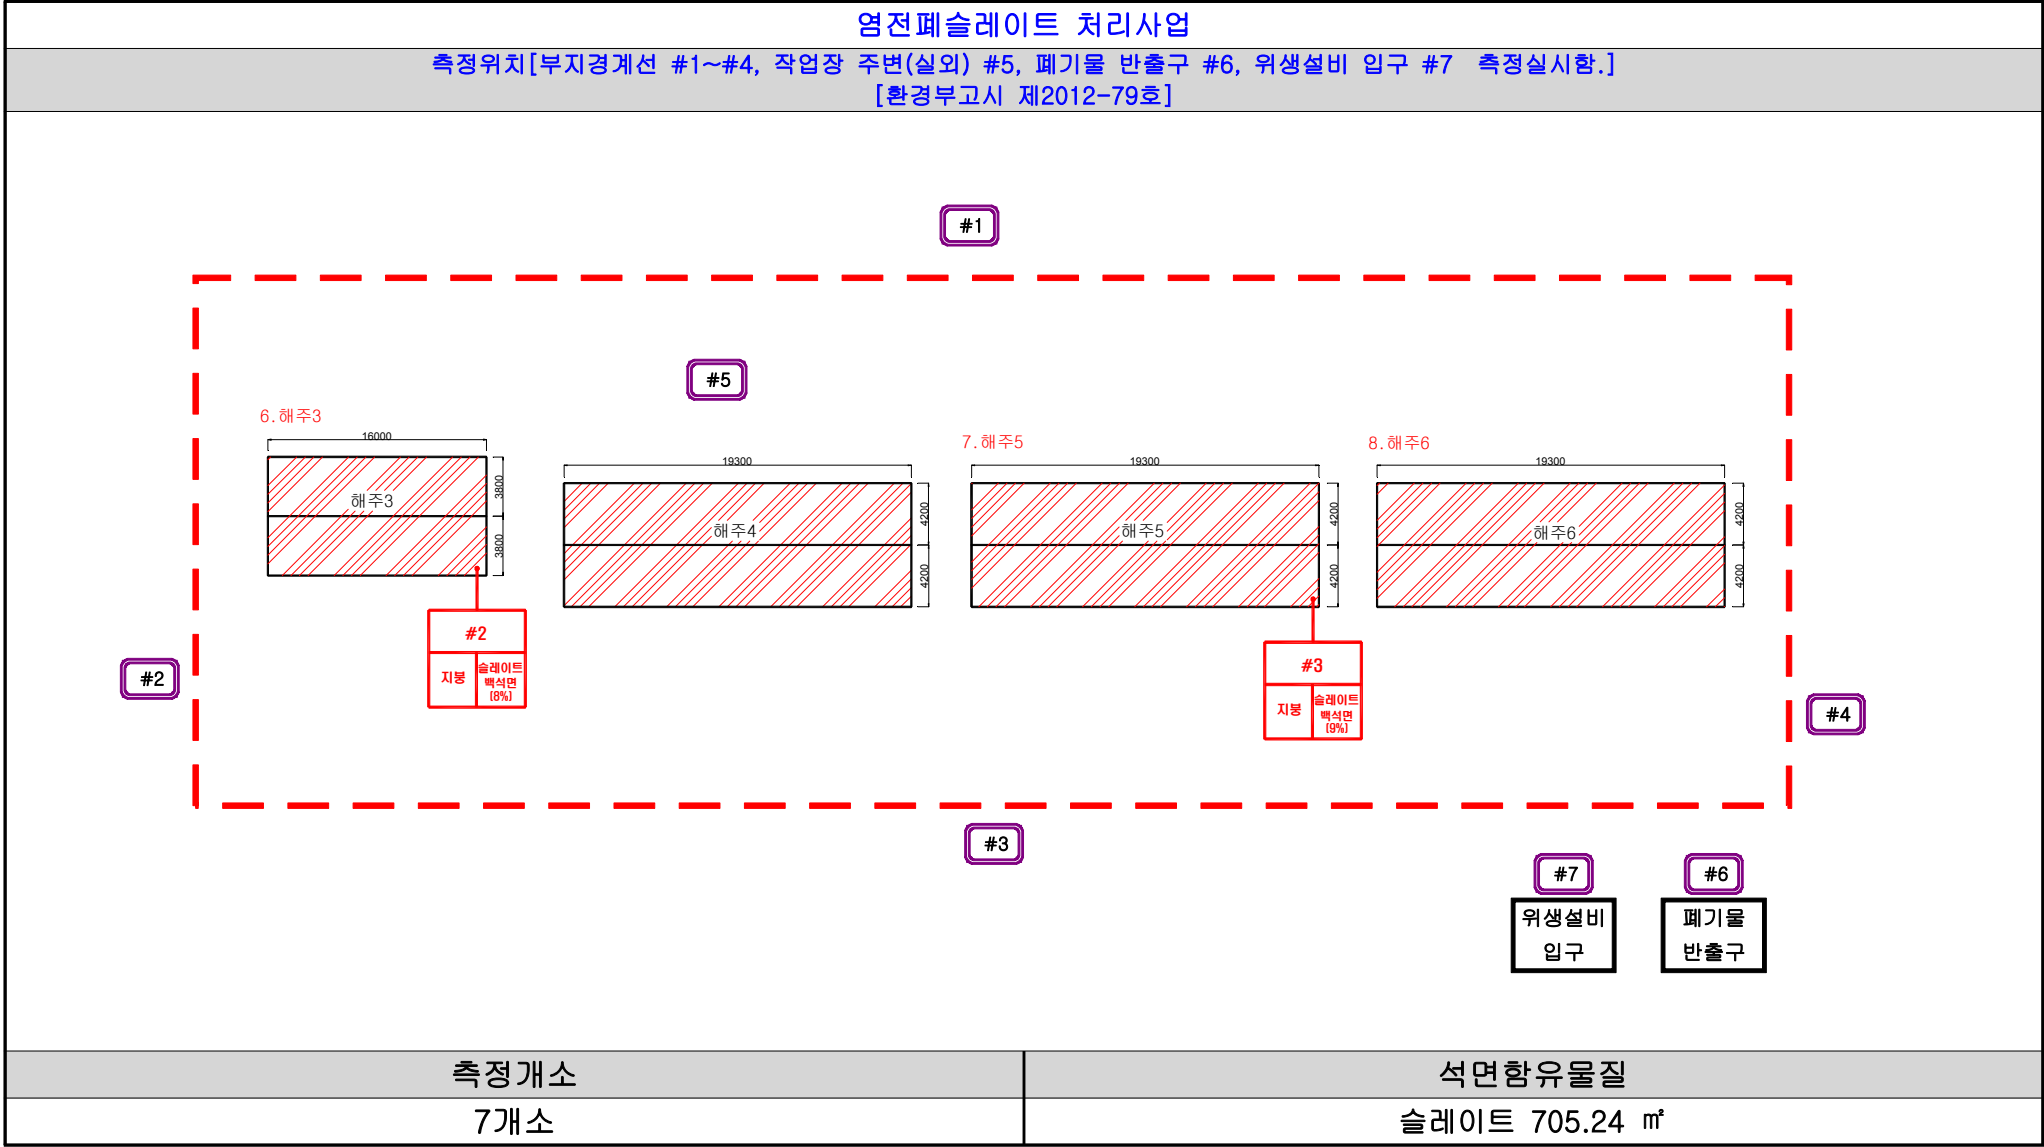 염전폐슬레이트 처리사업
측정위치[부지경계선 #1~#4, 작업장 주변(실외) #5, 폐기물 반출구 #6, 위생설비 입구 #7 측정실시함.]
[환경부고시 제2012-79호]
#1
#5
6.해주3
16000
3800
3800
해주3
19300
4200
4200
해주4
7.해주5
19300
4200
4200
해주5
8.해주6
19300
4200
4200
해주6
#2
지붕
슬레이트
백석면
(8%)
#3
지붕
슬레이트
백석면
(9%)
#2
#4
#3
#7
위생설비
입구
#6
폐기물
반출구
측정개소
석면함유물질
7개소
슬레이트 705.24 ㎡